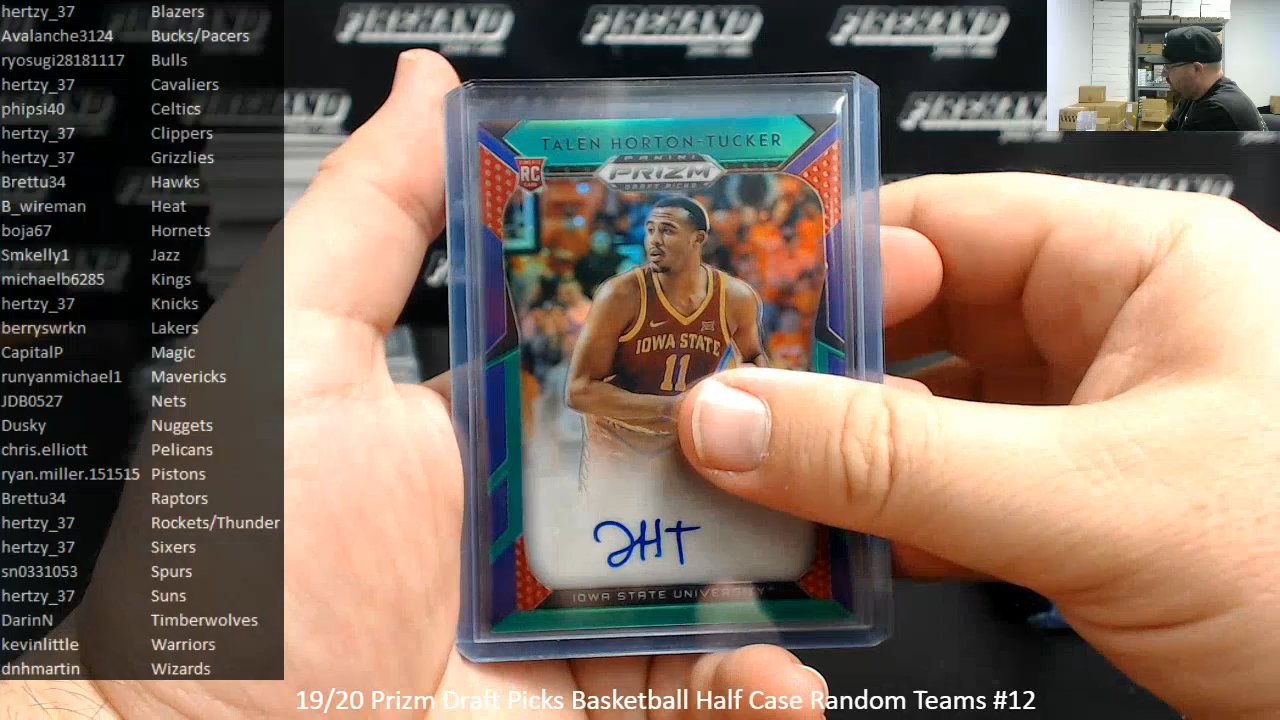 hertzy_37 Blazers
Avalanche3124 Bucks/Pacers
ryosugi28181117 Bulls
hertzy_37 Cavaliers
phipsi40 Celtics
hertzy_37 Clippers
hertzy_37 Grizzlies
Brettu34 Hawks
B_wireman Heat
boja67 Hornets
Smkelly1 Jazz
michaelb6285 Kings
hertzy_37 Knicks
berryswrkn Lakers
CapitalP Magic
runyanmichael1 Mavericks
JDB0527 Nets
Dusky Nuggets
chris.elliott Pelicans
ryan.miller.151515 Pistons
Brettu34 Raptors
hertzy_37 Rockets/Thunder
hertzy_37 Sixers
sn0331053 Spurs
hertzy_37 Suns
DarinN Timberwolves
kevinlittle Warriors
dnhmartin Wizards
FIREHAND FIREHAND FIREHAND
TALEN HORTON-TUCKER
RC
PANINI
PRIZM
DRAFT PICKS
IOWA STATE
11
JHT
IOWA STATE UNIVERSITY
19/20 Prizm Draft Picks Basketball Half Case Random Teams #12